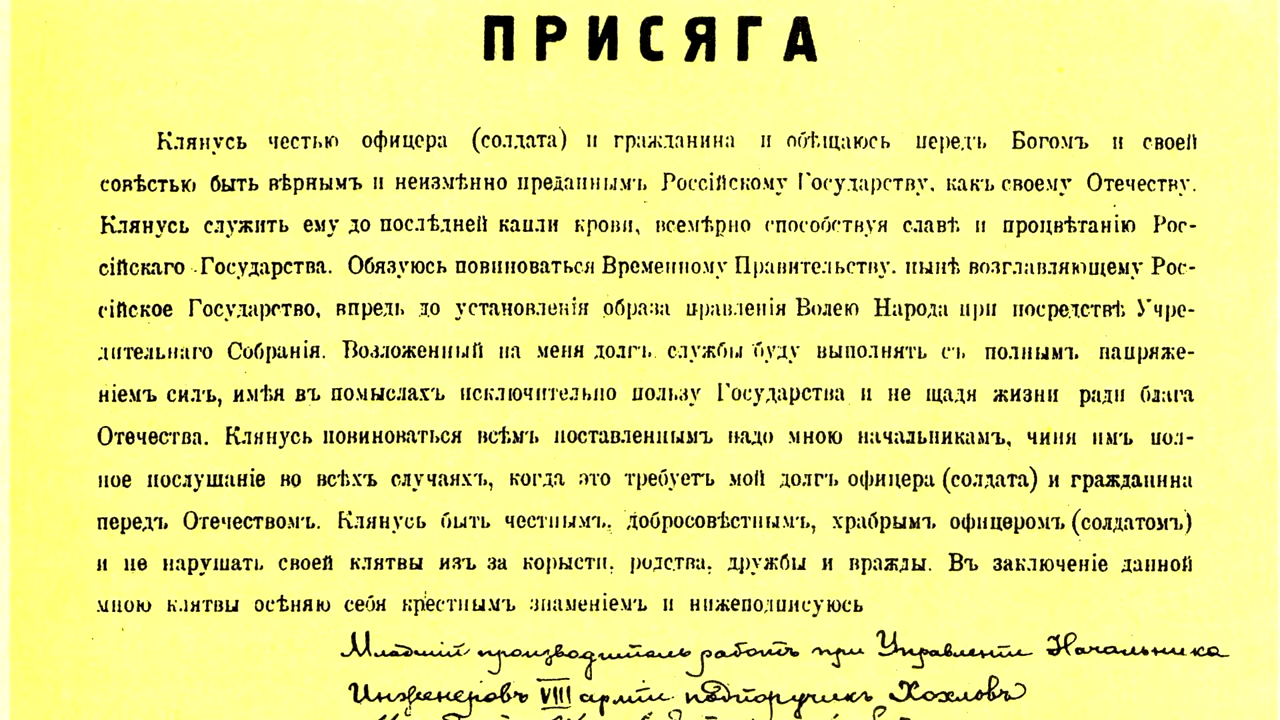 ПРИСЯГА
Клянусь честью офицера (солдата) и гражданина и обѣщаюсь передъ Богомъ и своей
совѣстью быть вѣрнымъ и неизмѣнно преданнымъ Россійскому Государству, какъ своему Отечеству.
Клянусь служить ему до послѣдней капли крови, всемѣрно способствуя славѣ и процвѣтанію Рос-
сійскаго Государства. Обязуюсь повиноваться Временному Правительству, нынѣ возглавляющему Рос-
сійское Государство, впредь до установленія образа правленія Волею Народа при посредствѣ Учре-
дительнаго Собранія. Возложенный на меня долгъ службы буду выполнять съ полнымъ напряже-
ніемъ силъ, имѣя въ помыслахъ исключительно пользу Государства и не щадя жизни ради блага
Отечества. Клянусь повиноваться всѣмъ поставленнымъ надо мною начальникамъ, чиня имъ пол-
ное послушаніе во всѣхъ случаяхъ, когда это требуетъ мой долгъ офицера (солдата) и гражданина
передъ Отечествомъ. Клянусь быть честнымъ, добросовѣстнымъ, храбрымъ офицеромъ (солдатомъ)
и не нарушать своей клятвы изъ за корысти, родства, дружбы и вражды. Въ заключеніе данной
мною клятвы осѣняю себя крестнымъ знаменіемъ и нижеподписуюсь
Младшій производитель работъ при Управленіи Начальника
Инженеровъ VIII арміи подпоручикъ Хохловъ